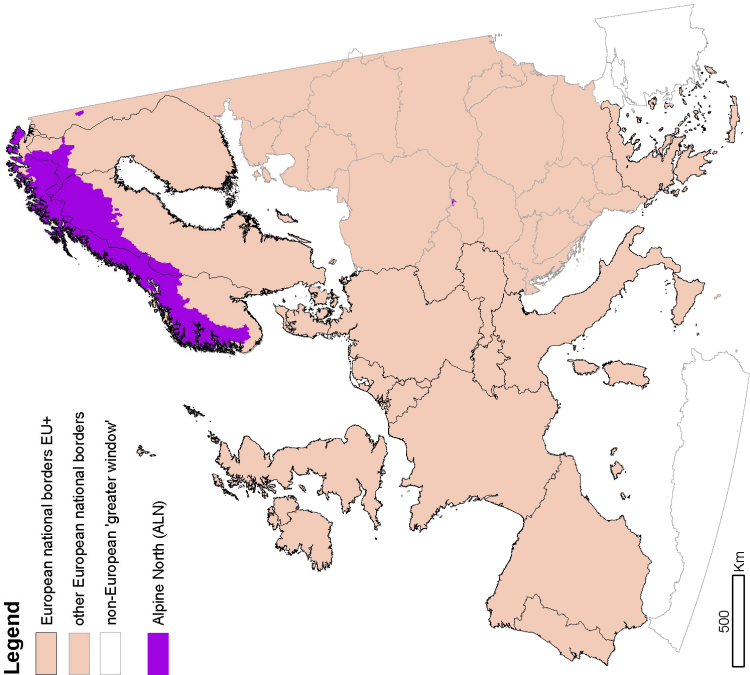 Legend
European national borders EU+
other European national borders
non-European 'greater window'
Alpine North (ALN)
500
Km